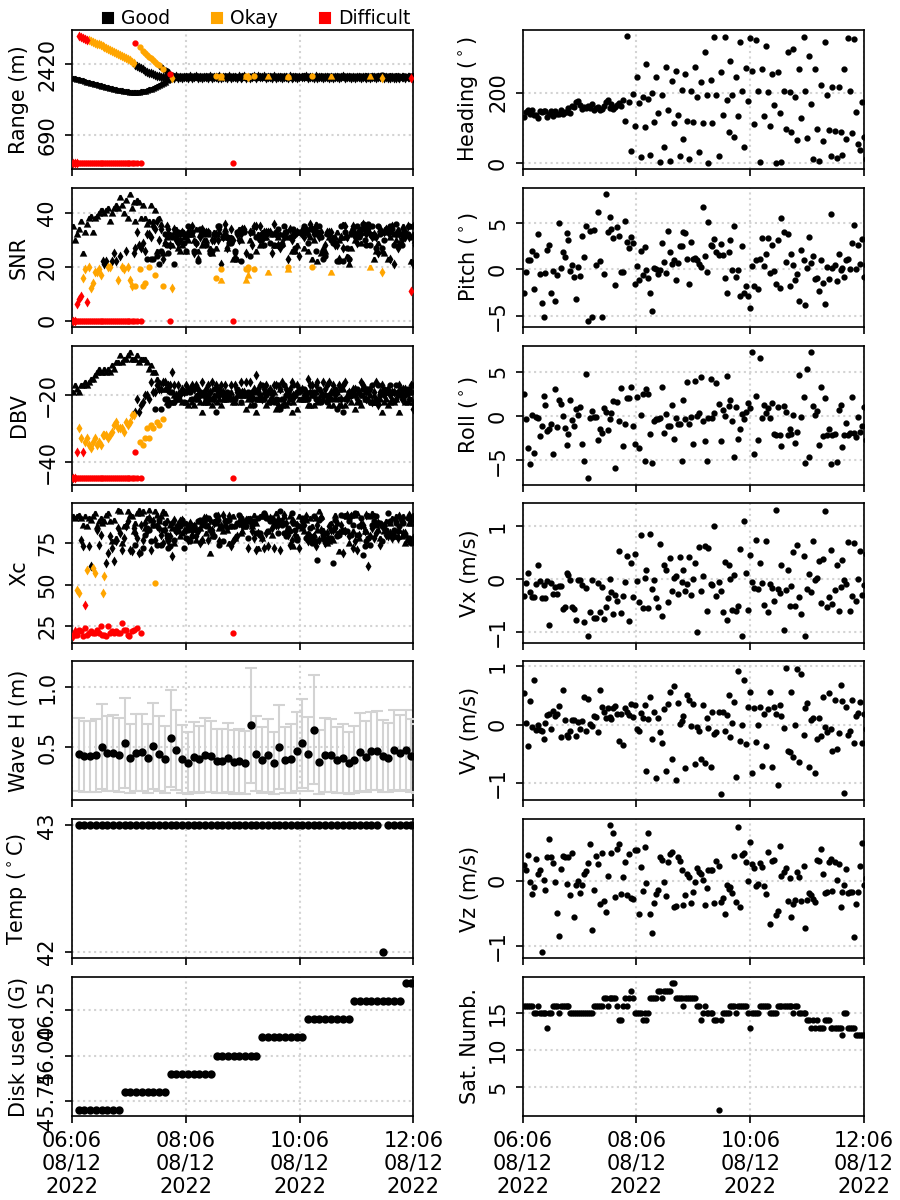 Good Okay Difficult
Range (m)
2420
690
Heading (°)
200
0
SNR
40
20
0
Pitch (°)
5
0
−5
DBV
−20
−40
Roll (°)
5
0
−5
Xc
75
50
25
Vx (m/s)
1
0
−1
Wave H (m)
1.0
0.5
Vy (m/s)
1
0
−1
Temp (°C)
43
42
Vz (m/s)
0
−1
Disk used (G)
46.25
46.00
45.75
Sat. Numb.
15
10
5
06:06 08:06 10:06 12:06
08/12 08/12 08/12 08/12
2022 2022 2022 2022
06:06 08:06 10:06 12:06
08/12 08/12 08/12 08/12
2022 2022 2022 2022